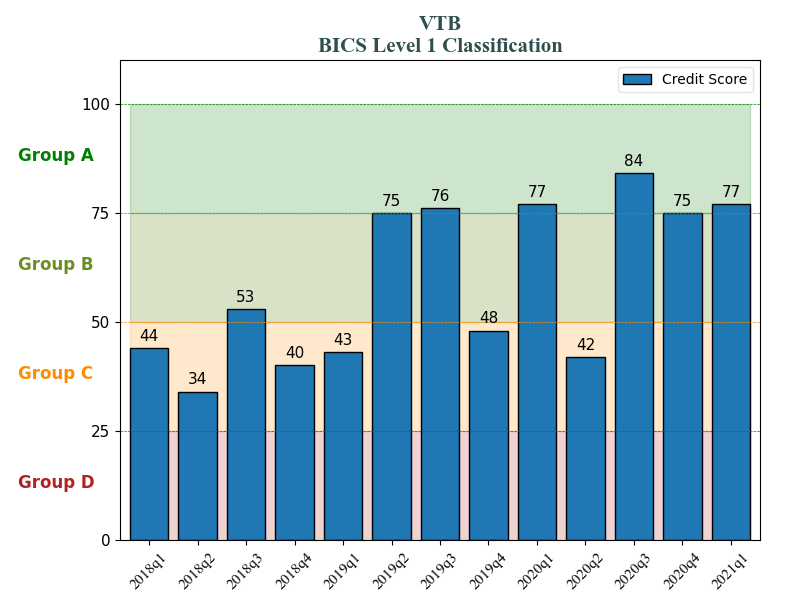 VTB
BICS Level 1 Classification
Credit Score
100
75
50
25
0
Group A
Group B
Group C
Group D
44
34
53
40
43
75
76
48
77
42
84
75
77
2018q1
2018q2
2018q3
2018q4
2019q1
2019q2
2019q3
2019q4
2020q1
2020q2
2020q3
2020q4
2021q1